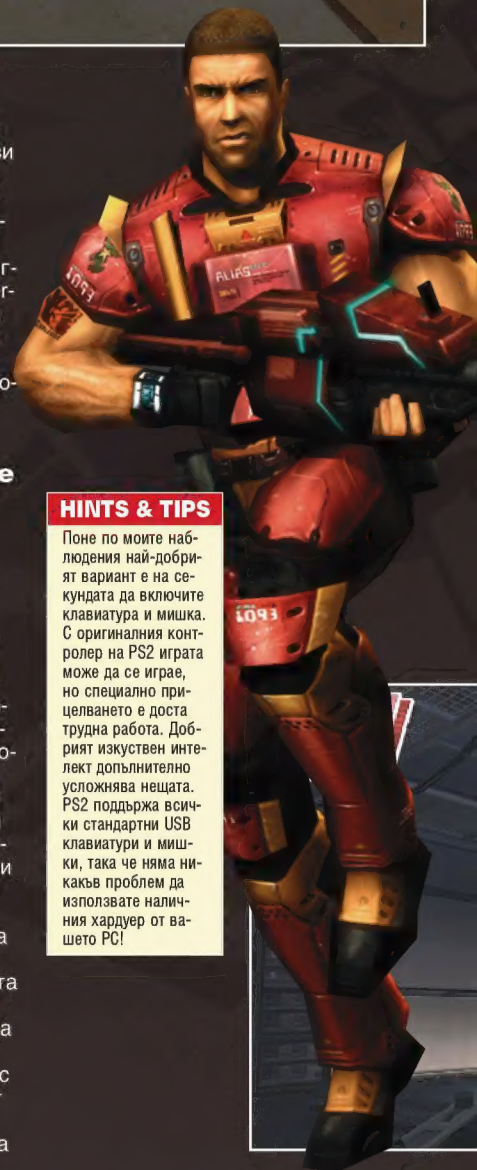 ви
-
г-
г-
о-
е
HINTS & TIPS
Поне по моите наб-
людения най-добри-
ят вариант е на се-
кундата да включите
клавиатура и мишка.
С оригиналния конт-
ролер на PS2 играта
може да се играе,
но специално при-
целването е доста
трудна работа. Доб-
рият изкуствен инте-
лект допълнително
усложнява нещата.
PS2 поддържа всич-
ки стандартни USB
клавиатури и миш-
ки, така че няма ни-
какъв проблем да
използвате налич-
ния хардуер от ва-
шето PC!
-
-
о-
-
и
а
га
а
с
а
ALIAS